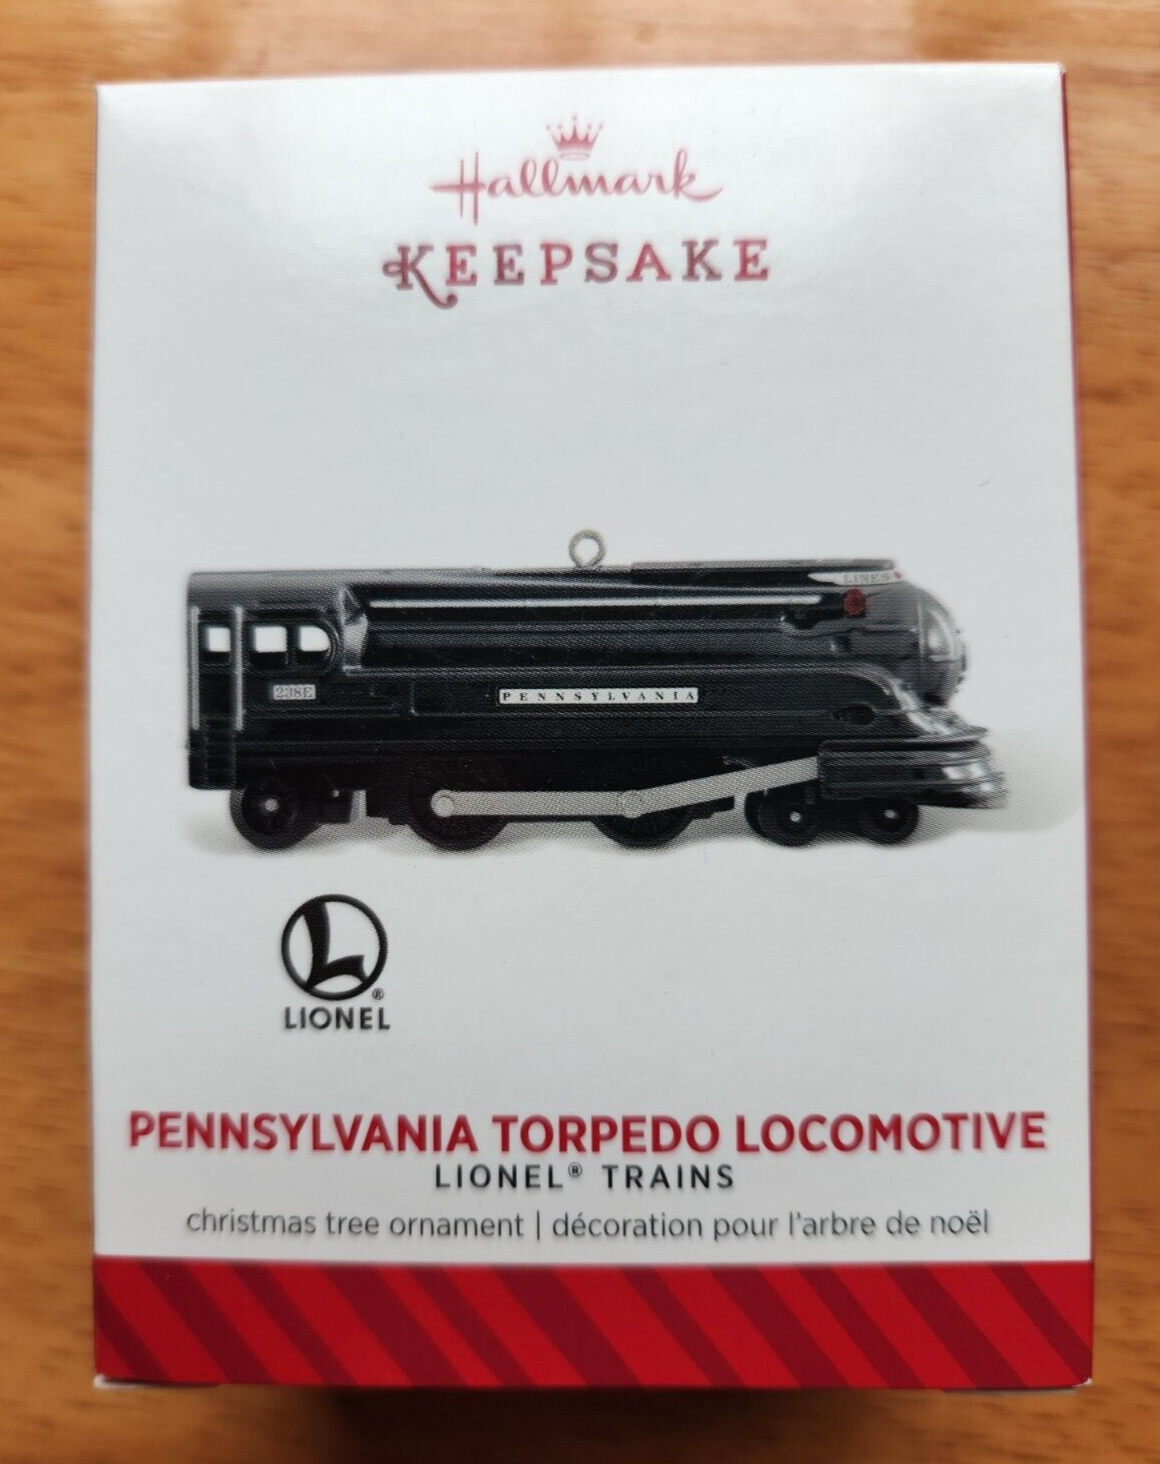 Hallmark
KEEPSAKE
LINES
238E
PENNSYLVANIA
L®
LIONEL
PENNSYLVANIA TORPEDO LOCOMOTIVE
LIONEL® TRAINS
christmas tree ornament | décoration pour l'arbre de noël